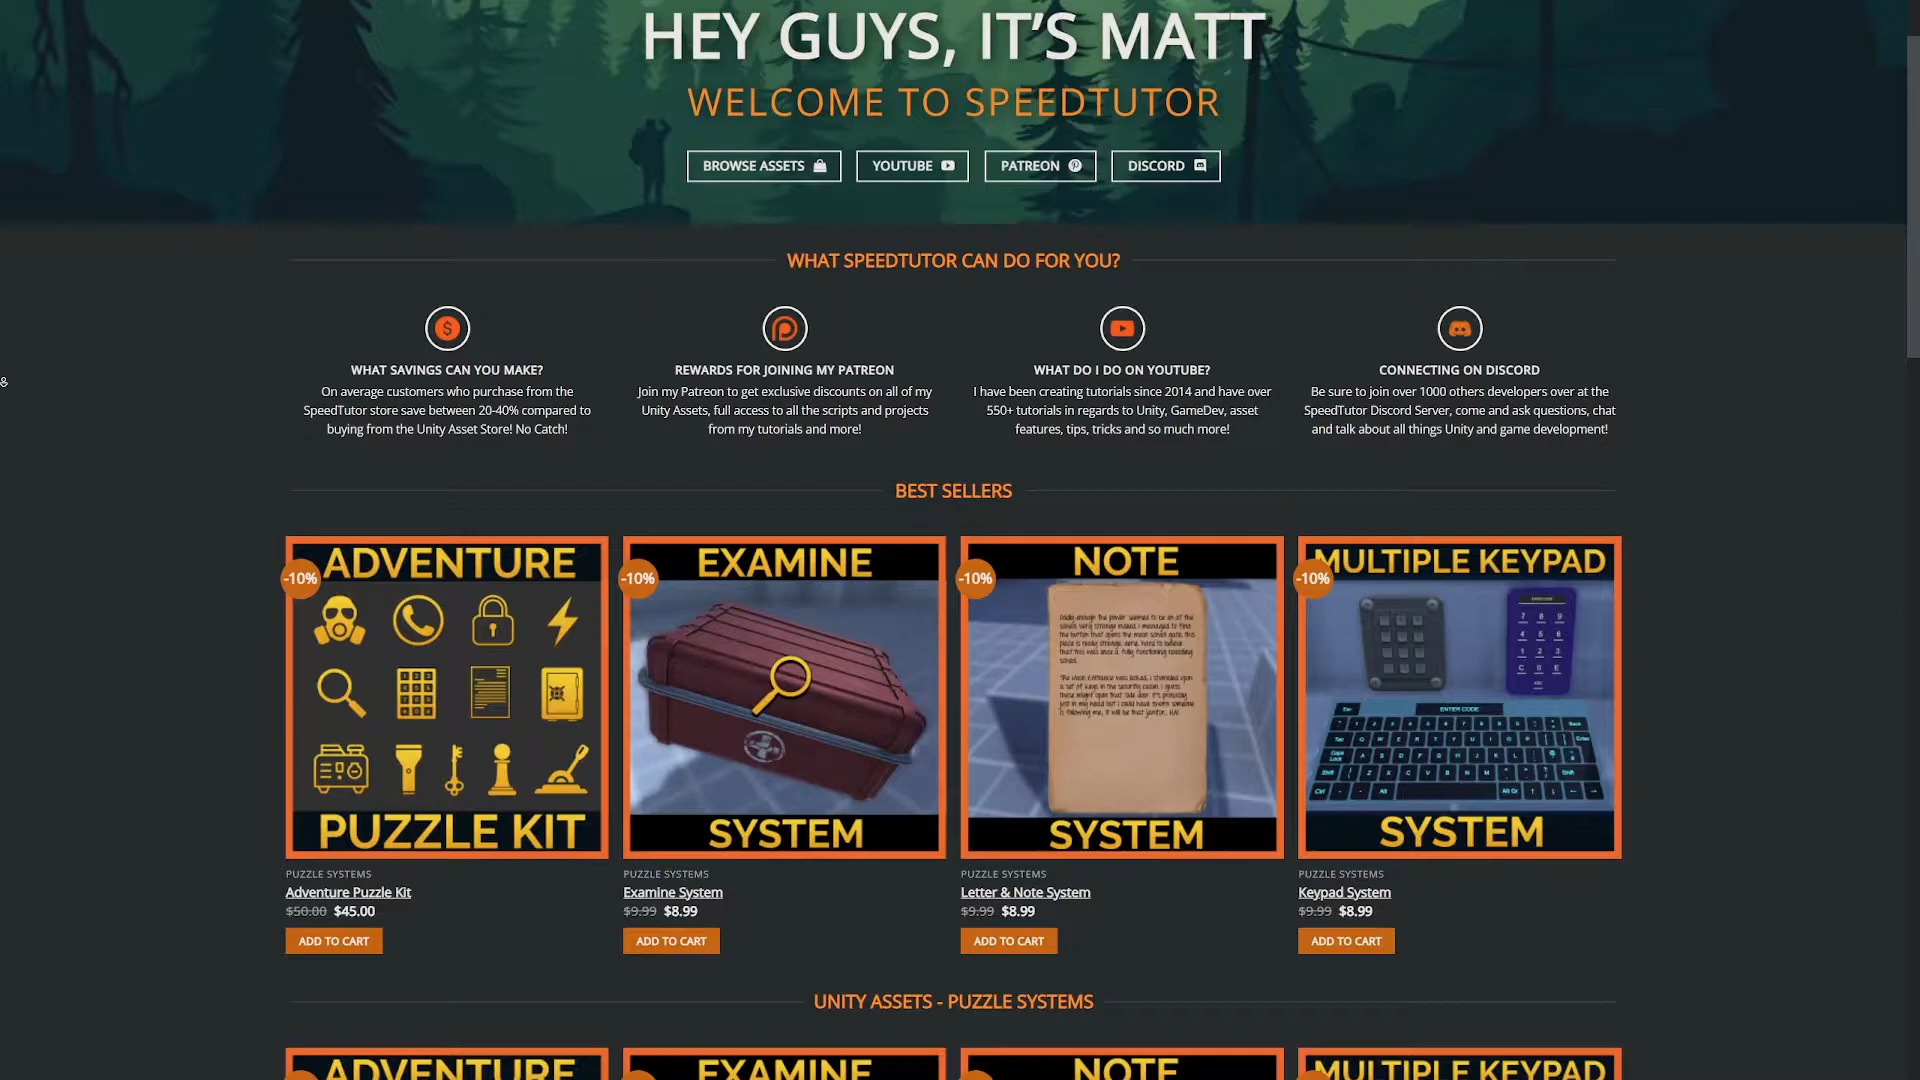 HEY GUYS, IT'S MATT
WELCOME TO SPEEDTUTOR
BROWSE ASSETS
YOUTUBE
PATREON
DISCORD
WHAT SPEEDTUTOR CAN DO FOR YOU?
WHAT SAVINGS CAN YOU MAKE?
On average customers who purchase from the
SpeedTutor store save between 20-40% compared to
buying from the Unity Asset Store! No Catch!
REWARDS FOR JOINING MY PATREON
Join my Patreon to get exclusive discounts on all of my
Unity Assets, full access to all the scripts and projects
from my tutorials and more!
WHAT DO I DO ON YOUTUBE?
I have been creating tutorials since 2014 and have over
550+ tutorials in regards to Unity, GameDev, asset
features, tips, tricks and so much more!
CONNECTING ON DISCORD
Be sure to join over 1000 others developers over at the
SpeedTutor Discord Server, come and ask questions, chat
and talk about all things Unity and game development!
BEST SELLERS
-10%
ADVENTURE
PUZZLE KIT
PUZZLE SYSTEMS
Adventure Puzzle Kit
$50.00 $45.00
ADD TO CART
-10%
EXAMINE
SYSTEM
PUZZLE SYSTEMS
Examine System
$9.99 $8.99
ADD TO CART
-10%
NOTE
SYSTEM
PUZZLE SYSTEMS
Letter & Note System
$9.99 $8.99
ADD TO CART
-10%
MULTIPLE KEYPAD
ENTER CODE
SYSTEM
PUZZLE SYSTEMS
Keypad System
$9.99 $8.99
ADD TO CART
UNITY ASSETS - PUZZLE SYSTEMS
ADVENTURE
EXAMINE
NOTE
MULTIPLE KEYPAD